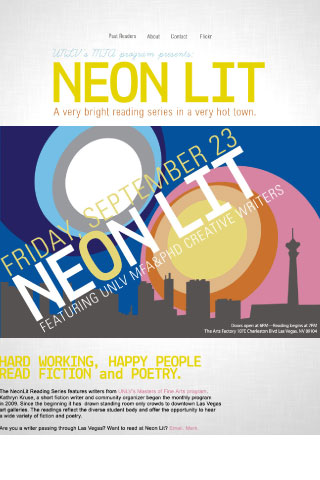 Past Readers About Contact Flickr
UNLV's MFA program presents:
NEON LIT
A very bright reading series in a very hot town.
FRIDAY, SEPTEMBER 23
NEON LIT
FEATURING UNLV MFA&PHD CREATIVE WRITERS
Doors open at 6PM — Reading begins at 7PM
The Arts Factory 107E Charleston Blvd Las Vegas, NV 89104
HARD WORKING, HAPPY PEOPLE
READ FICTION and POETRY.
The NeonLit Reading Series features writers from UNLV's Masters of Fine Arts program.
Kathryn Kruse, a short fiction writer and community organizer began the monthly program
in 2009. Since the beginning it has drawn standing room only crowds to downtown Las Vegas
art galleries. The readings reflect the diverse student body and offer the opportunity to hear
a wide variety of fiction and poetry.
Are you a writer passing through Las Vegas? Want to read at Neon Lit? Email. Mark.